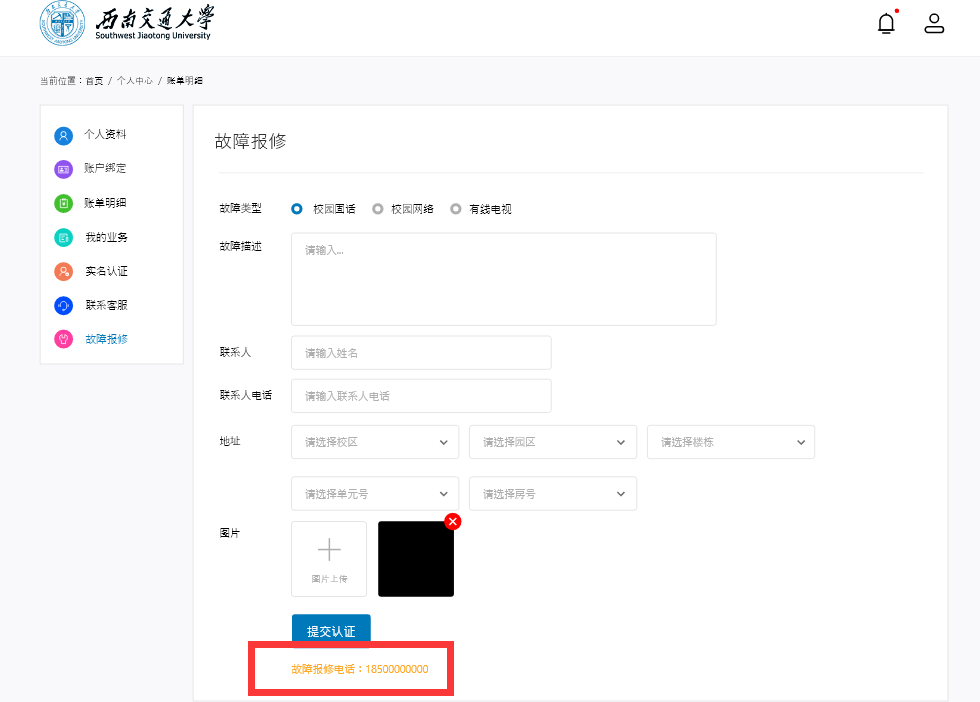 西南交通大学
Southwest Jiaotong University
当前位置：首页 / 个人中心 / 账单明细
个人资料
账户绑定
账单明细
我的业务
实名认证
联系客服
故障报修
故障报修
故障类型 校园固话 校园网络 有线电视
故障描述 请输入...
联系人 请输入姓名
联系人电话 请输入联系人电话
地址 请选择校区 请选择园区 请选择楼栋
请选择单元号 请选择房号
图片
图片上传
提交认证
故障报修电话：18500000000